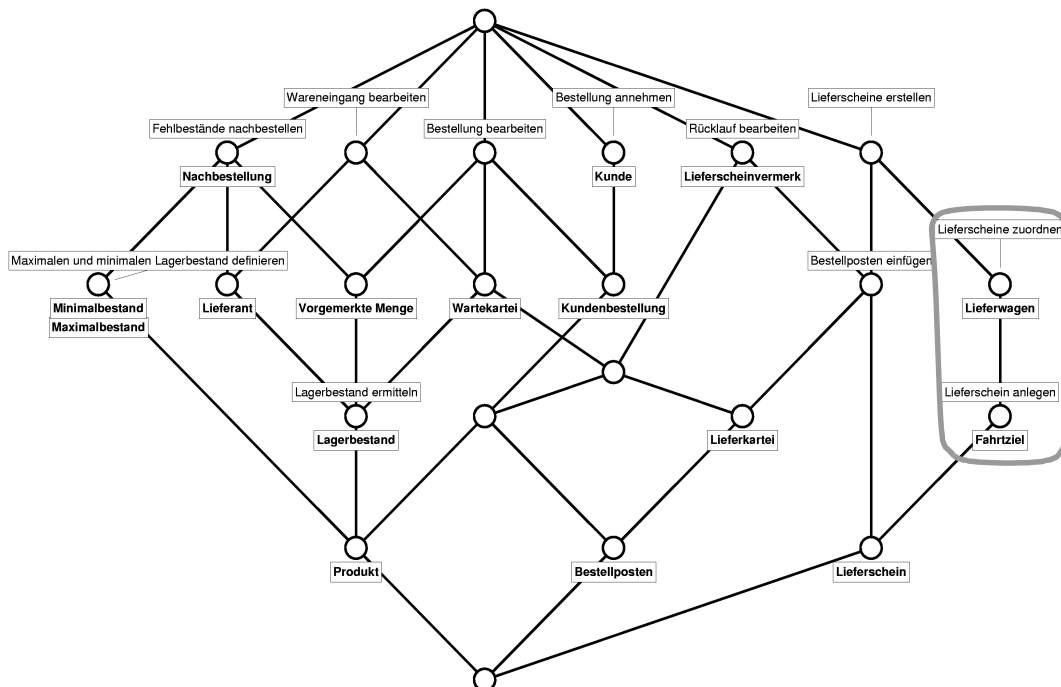 Wareneingang bearbeiten
Bestellung annehmen
Lieferscheine erstellen
Fehlbestände nachbestellen
Bestellung bearbeiten
Rücklauf bearbeiten
Nachbestellung
Kunde
Lieferscheinvermerk
Lieferscheine zuordnen
Maximalen und minimalen Lagerbestand definieren
Bestellposten einfügen
Minimalbestand
Maximalbestand
Lieferant
Vorgemerkte Menge
Wartekartei
Kundenbestellung
Lieferwagen
Lagerbestand ermitteln
Lieferschein anlegen
Lagerbestand
Lieferkartei
Fahrtziel
Produkt
Bestellposten
Lieferschein